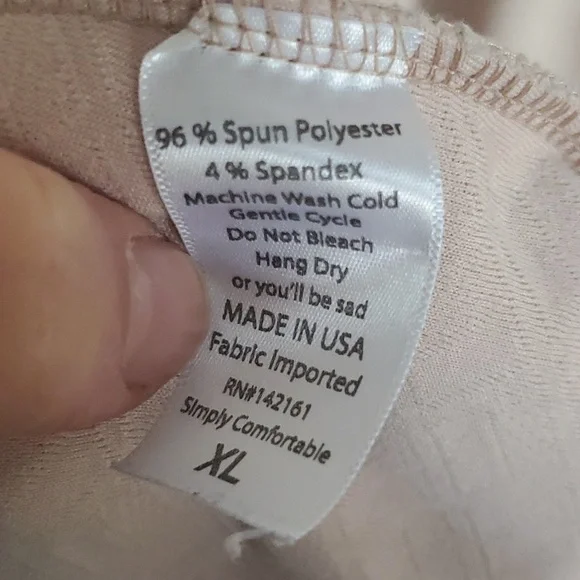 96 % Spun Polyester
4 % Spandex
Machine Wash Cold
Gentle Cycle
Do Not Bleach
Hang Dry
or you'll be sad
MADE IN USA
Fabric Imported
RN#142161
Simply Comfortable
XL